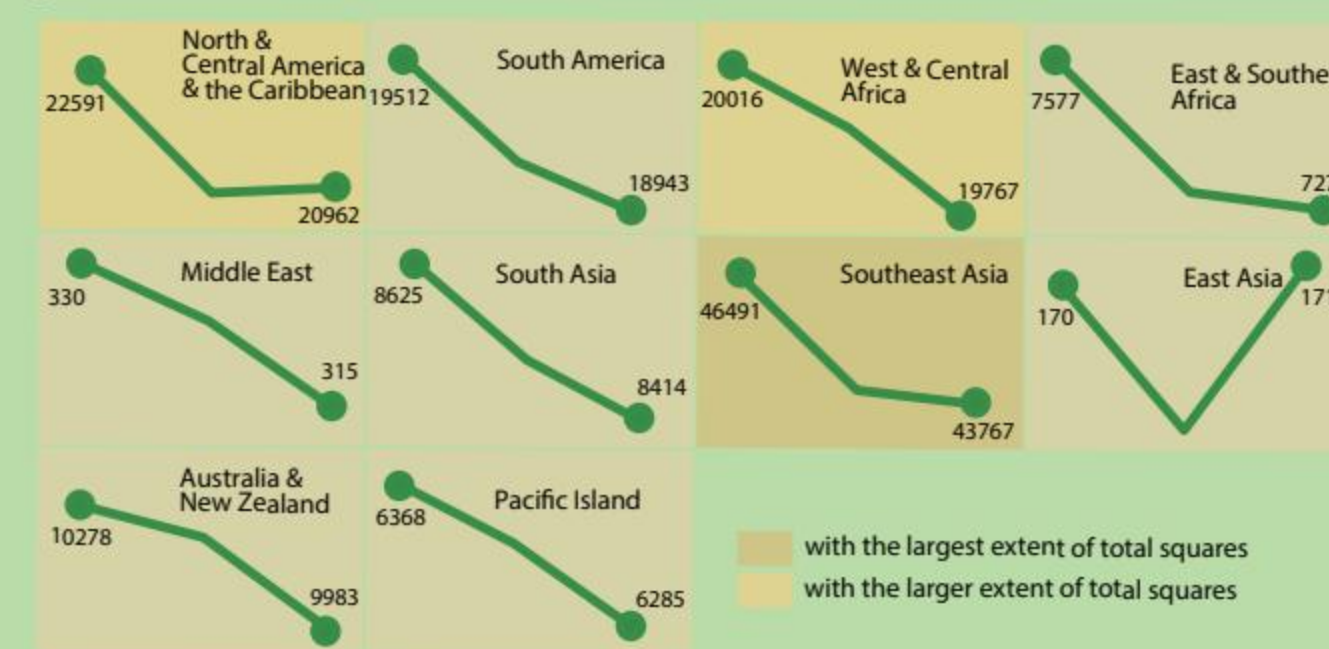 North &
Central America
& the Caribbean
22591
20962
South America
19512
18943
West & Central
Africa
20016
19767
East &
Africa
7577
Middle East
330
315
South Asia
8625
8414
Southeast Asia
46491
43767
East Asia
170
Australia &
New Zealand
10278
9983
Pacific Island
6368
6285
with the largest extent of total squares
with the larger extent of total squares